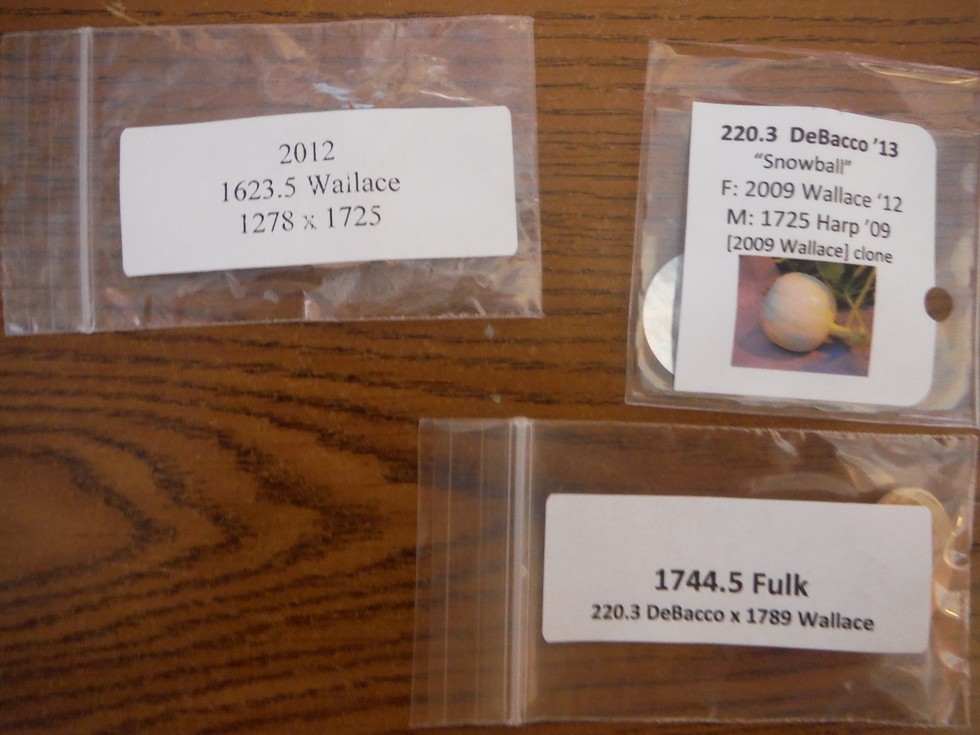 2012
1623.5 Wallace
1278 x 1725
220.3 DeBacco '13
"Snowball"
F: 2009 Wallace '12
M: 1725 Harp '09
[2009 Wallace] clone
1744.5 Fulk
220.3 DeBacco x 1789 Wallace